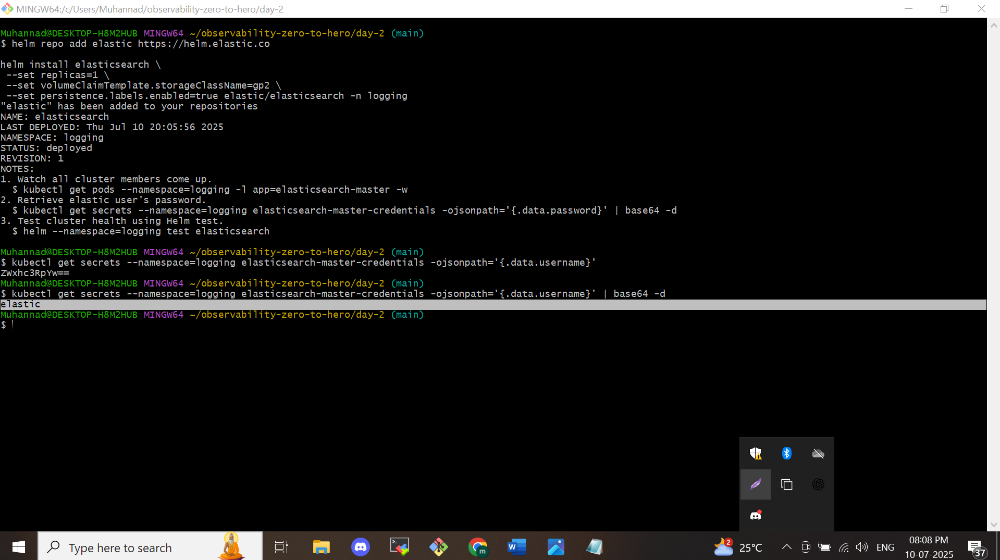 MINGW64:/c/Users/Muhannad/observability-zero-to-hero/day-2
Muhannad@DESKTOP-H8M2HUB MINGW64 ~/observability-zero-to-hero/day-2 (main)
$ helm repo add elastic https://helm.elastic.co
helm install elasticsearch \
--set replicas=1 \
--set volumeClaimTemplate.storageClassName=gp2 \
--set persistence.labels.enabled=true elastic/elasticsearch -n logging
"elastic" has been added to your repositories
NAME: elasticsearch
LAST DEPLOYED: Thu Jul 10 20:05:56 2025
NAMESPACE: logging
STATUS: deployed
REVISION: 1
NOTES:
1. Watch all cluster members come up.
$ kubectl get pods --namespace=logging -l app=elasticsearch-master -w
2. Retrieve elastic user's password.
$ kubectl get secrets --namespace=logging elasticsearch-master-credentials -ojsonpath='{.data.password}' | base64 -d
3. Test cluster health using Helm test.
$ helm --namespace=logging test elasticsearch
Muhannad@DESKTOP-H8M2HUB MINGW64 ~/observability-zero-to-hero/day-2 (main)
$ kubectl get secrets --namespace=logging elasticsearch-master-credentials -ojsonpath='{.data.username}'
ZWxhc3RpYw==
Muhannad@DESKTOP-H8M2HUB MINGW64 ~/observability-zero-to-hero/day-2 (main)
$ kubectl get secrets --namespace=logging elasticsearch-master-credentials -ojsonpath='{.data.username}' | base64 -d
elastic
Muhannad@DESKTOP-H8M2HUB MINGW64 ~/observability-zero-to-hero/day-2 (main)
$
Type here to search
m
W
2
25°C
ENG
08:08 PM
10-07-2025
37